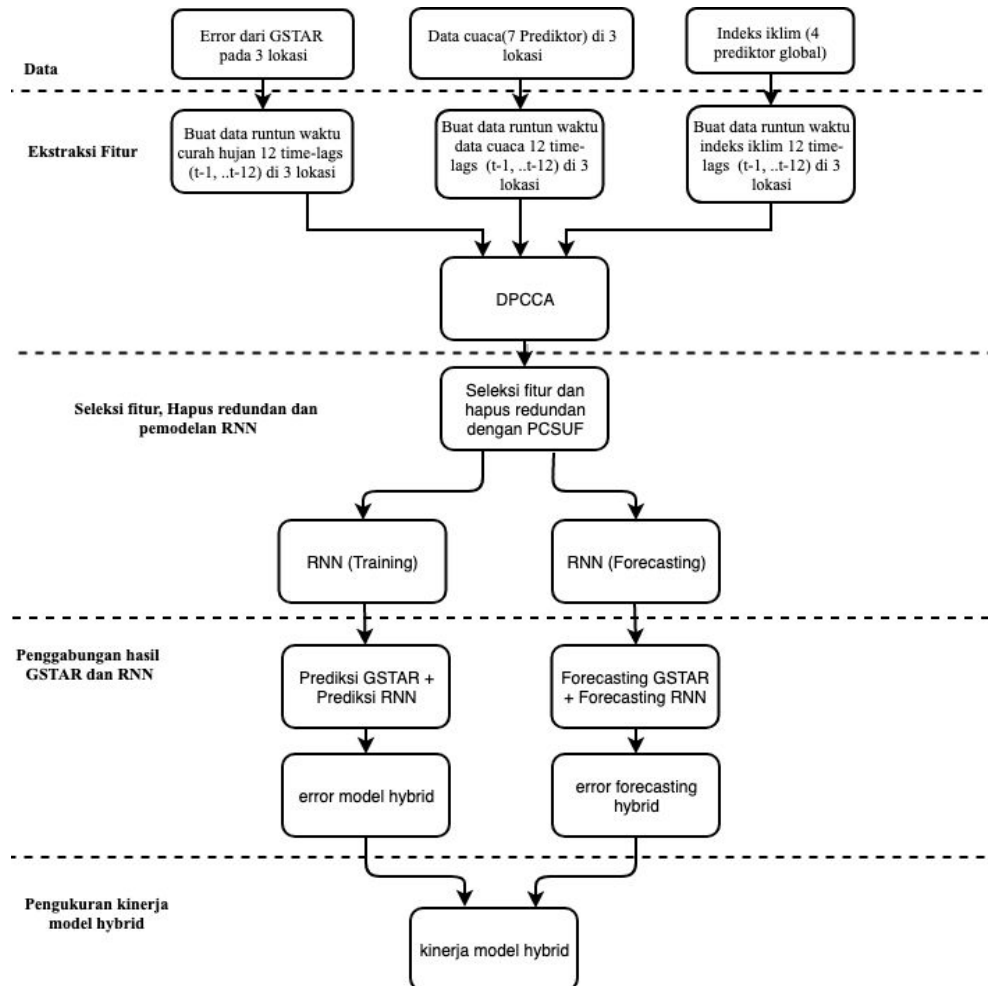 Error dari GSTAR
pada 3 lokasi
Data cuaca(7 Prediktor) di 3
lokasi
Indeks iklim (4
prediktor global)
Data
Ekstraksi Fitur
Buat data runtun waktu
curah hujan 12 time-lags
(t-1, ..t-12) di 3 lokasi
Buat data runtun waktu
data cuaca 12 time-
lags (t-1, ..t-12) di 3
lokasi
Buat data runtun waktu
indeks iklim 12 time-
lags (t-1, ..t-12) di 3
lokasi
DPCCA
Seleksi fitur, Hapus redundan dan
pemodelan RNN
Seleksi fitur dan
hapus redundan
dengan PCSUF
RNN (Training)
RNN (Forecasting)
Penggabungan hasil
GSTAR dan RNN
Prediksi GSTAR +
Prediksi RNN
Forecasting GSTAR
+ Forecasting RNN
error model hybrid
error forecasting
hybrid
Pengukuran kinerja
model hybrid
kinerja model hybrid